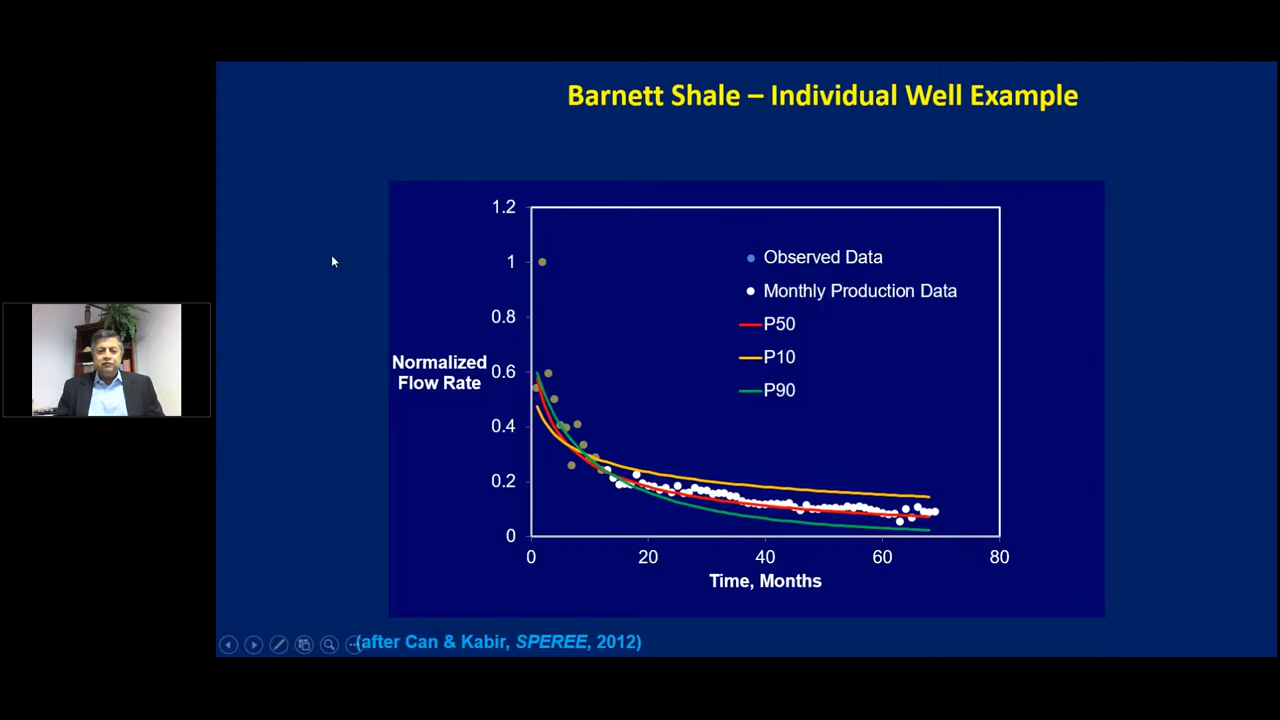 Barnett Shale – Individual Well Example
1.2
1
0.8
0.6
0.4
0.2
0
Normalized
Flow Rate
Observed Data
Monthly Production Data
P50
P10
P90
0 20 40 60 80
Time, Months
(after Can & Kabir, SPEREE, 2012)